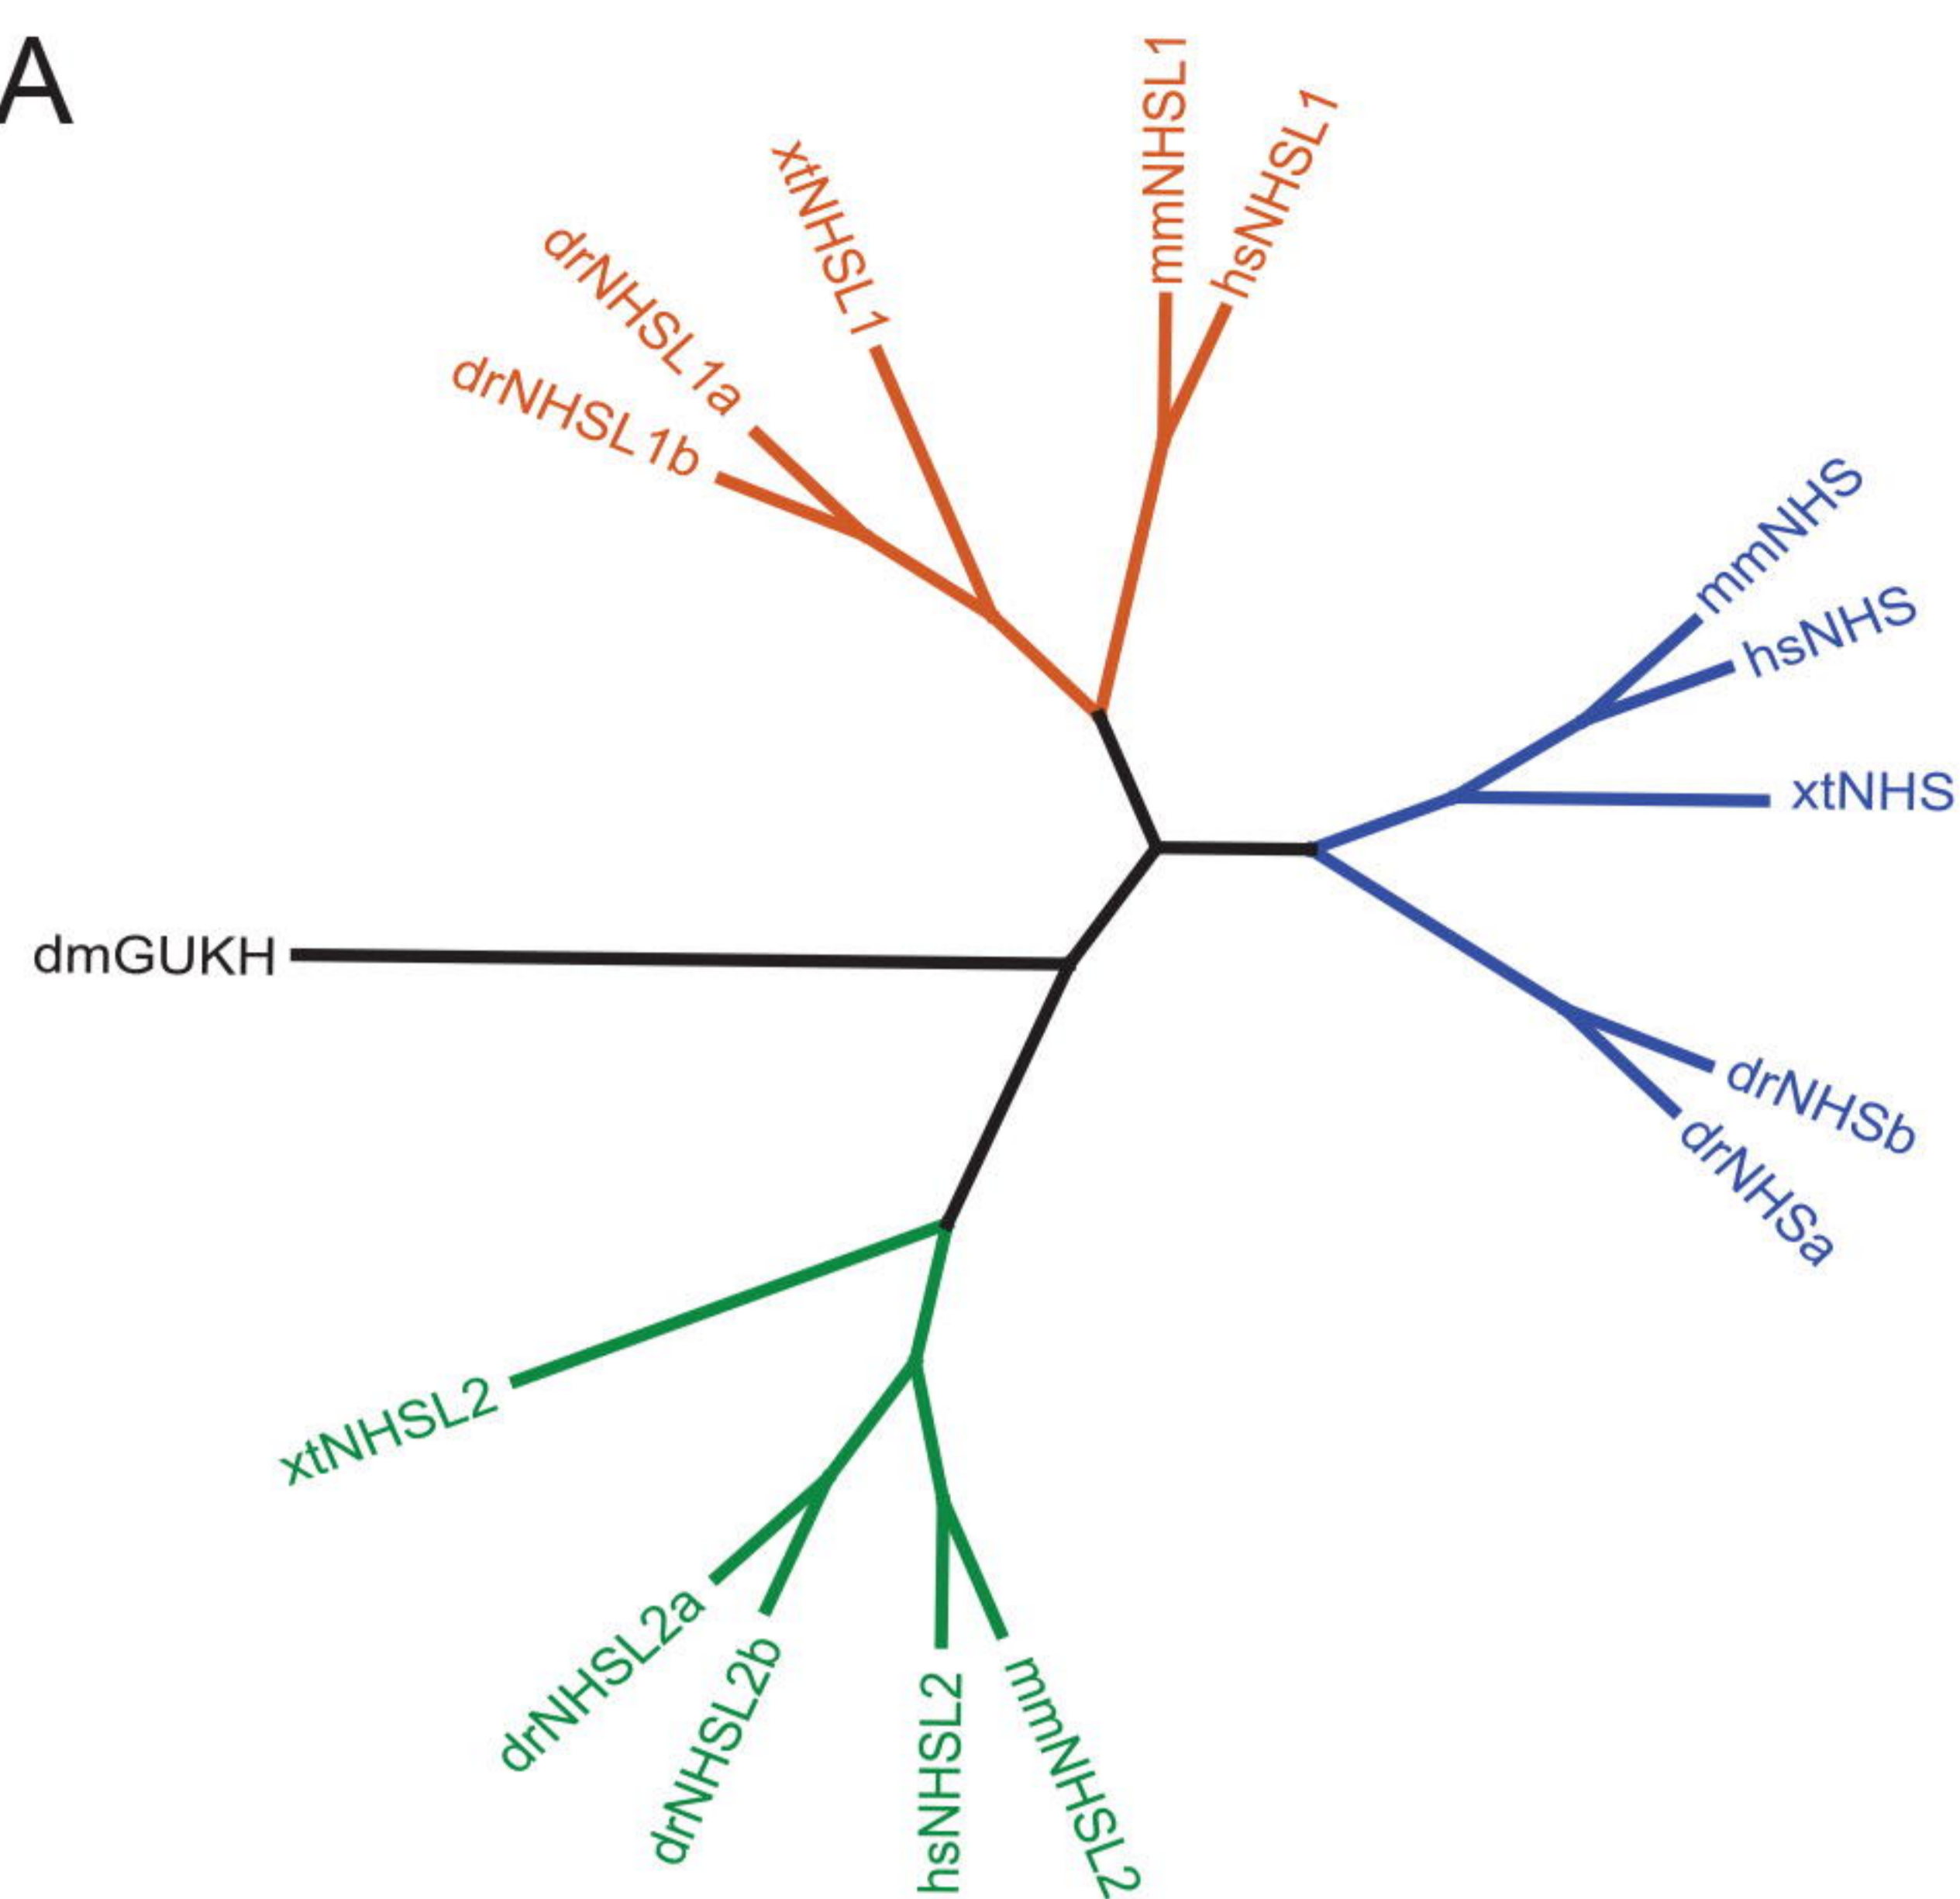 A
mmNHSL1
hsNHSL1
xtNHSL1
drNHSL1a
drNHSL1b
mmNHS
hsNHS
xtNHS
dmGUKH
drNHSb
drNHSa
xtNHSL2
drNHSL2a
drNHSL2b
hsNHSL2
mmNHSL2